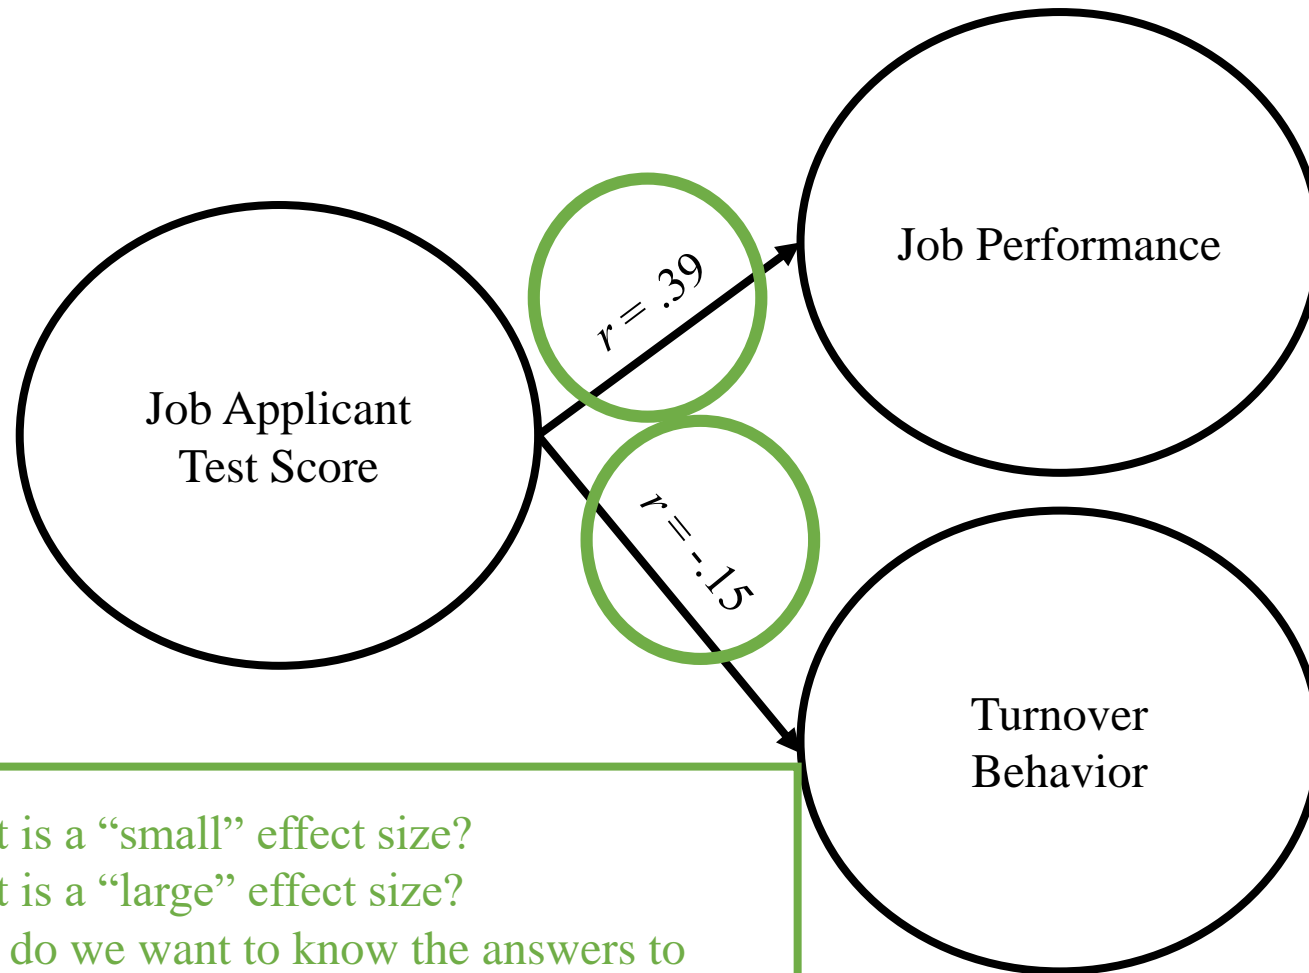 Job Performance
r = .39
Job Applicant
Test Score
r = -.15
Turnover
Behavior
t is a “small” effect size?
t is a “large” effect size?
do we want to know the answers to